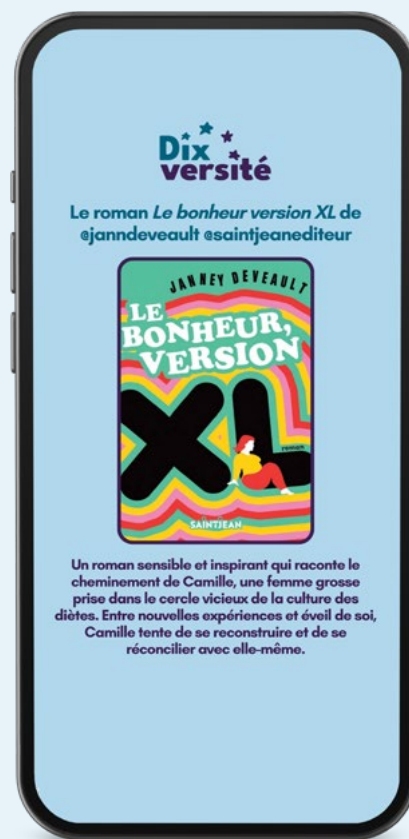 Dix
versité
Le roman Le bonheur version XL de
@janndeveault @saintjeanediteur
JANNEY DEVEAULT
LE
BONHEUR,
VERSION
XL
roman
SAINT-JEAN
Un roman sensible et inspirant qui raconte le
cheminement de Camille, une femme grosse
prise dans le cercle vicieux de la culture des
diètes. Entre nouvelles expériences et éveil de soi,
Camille tente de se reconstruire et de se
réconcilier avec elle-même.